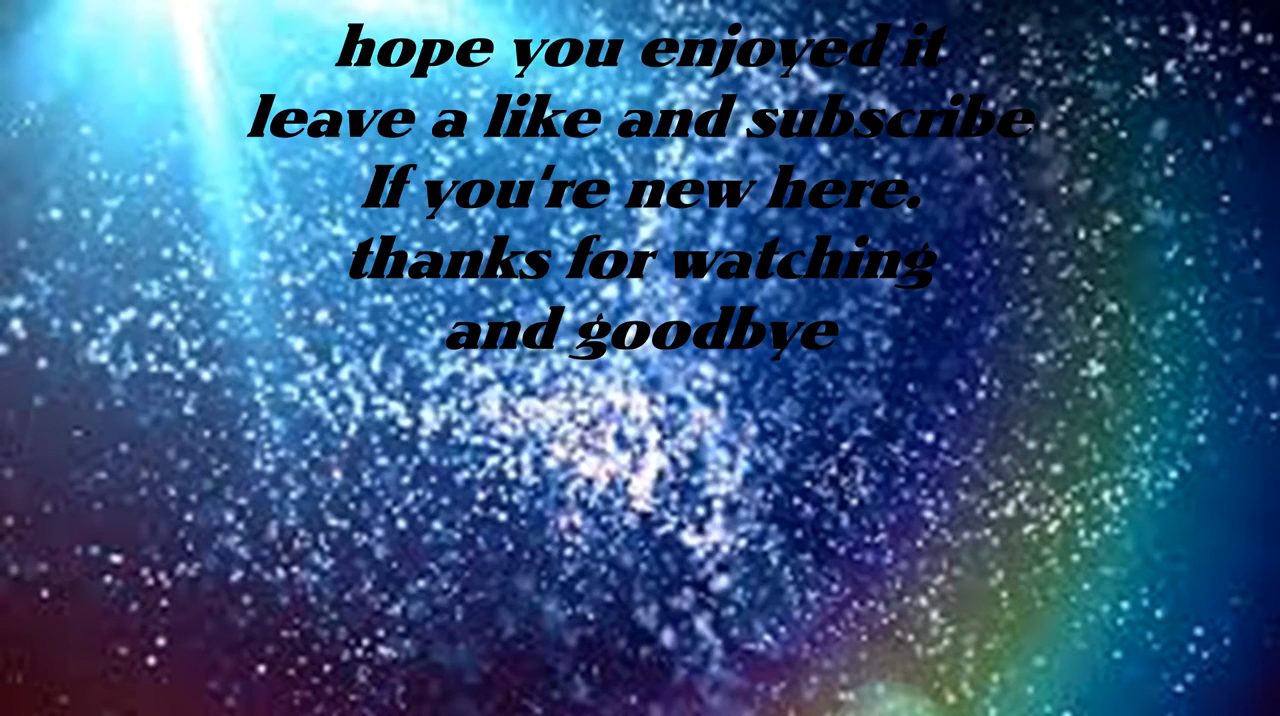 hope you enjoyed it
leave a like and subscribe
If you're new here.
thanks for watching
and goodbye